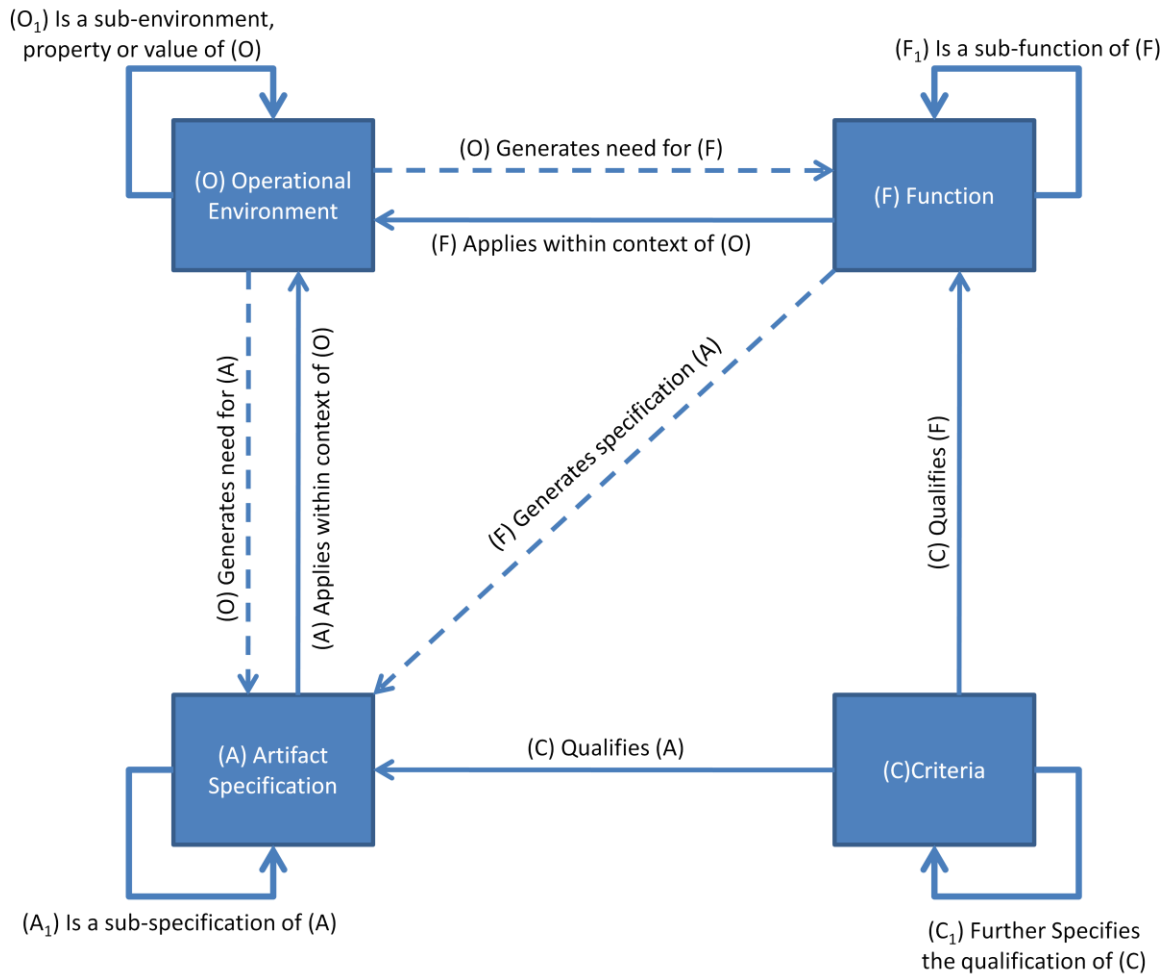 (O₁) Is a sub-environment,
property or value of (O)
(F₁) Is a sub-function of (F)
(O) Generates need for (F)
(O) Operational
Environment
(F) Function
(F) Applies within context of (O)
(O) Generates need for (A)
(A) Applies within context of (O)
(F) Generates specification (A)
(C) Qualifies (F)
(A) Artifact
Specification
(C) Qualifies (A)
(C)Criteria
(A₁) Is a sub-specification of (A)
(C₁) Further Specifies
the qualification of (C)